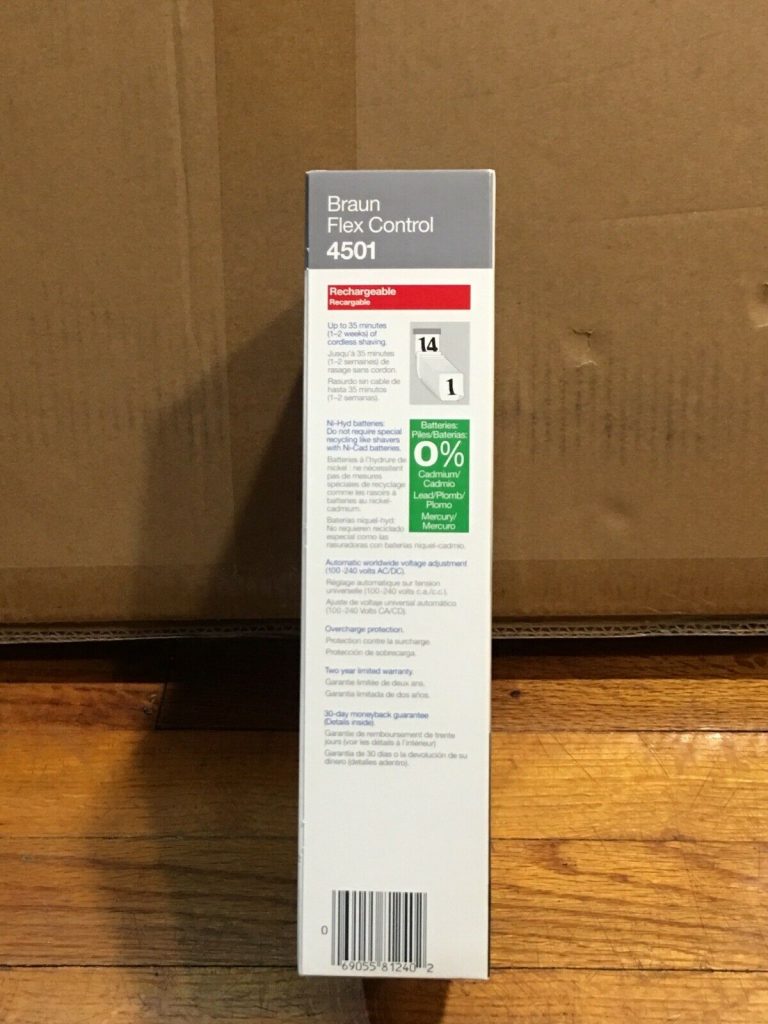 Braun
Flex Control
4501
Rechargeable
Recargable
Up to 35 minutes
(1–2 weeks) of
cordless shaving.
Jusqu'à 35 minutes
(1–2 semaines) de
rasage sans cordon.
Rasurdo sin cable de
hasta 35 minutos
(1–2 semanas).
14
1
Ni-Hyd batteries:
Do not require special
recycling like shavers
with Ni-Cad batteries.
Batteries à l'hydrure de
nickel : ne nécessitent
pas de mesures
spéciales de recyclage
comme les rasoirs à
batteries au nickel-
cadmium.
Baterias niquel-hyd:
No requieren reciclado
especial como las
rasuradoras con baterias niquel-cadmio.
Batteries:
Piles/Baterias:
0%
Cadmium/
Cadmio
Lead/Plomb/
Plomo
Mercury/
Mercuro
Automatic worldwide voltage adjustment
(100-240 volts AC/DC).
Réglage automatique sur tension
universelle (100-240 volts c.a./c.c.).
Ajuste de voltaje universal automático
(100-240 Volts CA/CD).
Overcharge protection.
Protection contre la surcharge.
Protección de sobrecarga.
Two year limited warranty.
Garantie limitée de deux ans.
Garantia limitada de dos años.
30-day moneyback guarantee
(Details inside).
Garantie de remboursement de trente
jours (voir les détails à l'intérieur)
Garantia de 30 dias o la devolución de su
dinero (detalles adentro).
0 69055 81240 2